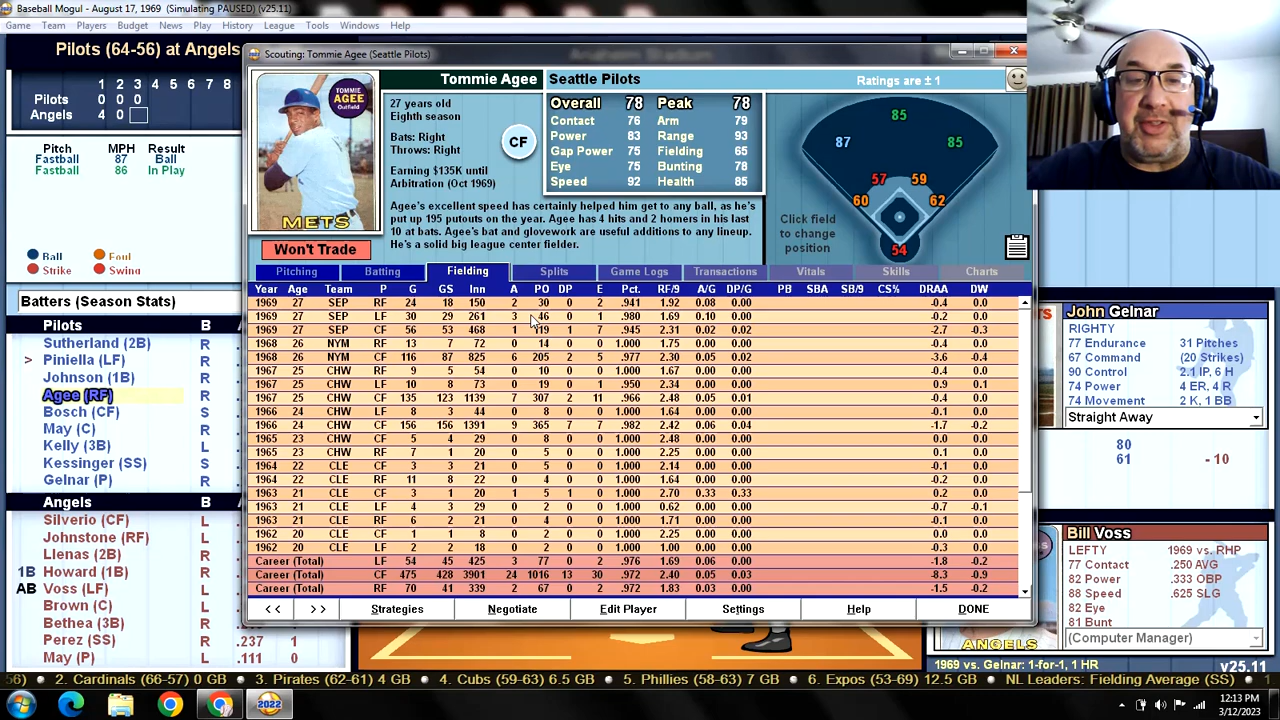 Baseball Mogul - August 17, 1969 (Simulating PAUSED) (v25.11)
Game Team Players Budget News Play History League Tools Windows Help
Pilots (64-56) at Angels
1 2 3 4 5 6 7 8
Pilots 0 0 0
Angels 4 0
Pitch MPH Result
Fastball 87 Ball
Fastball 86 In Play
Ball Foul
Strike Swing
Batters (Season Stats)
Pilots B
Sutherland (2B) R
> Piniella (LF) R
Johnson (1B) R
Agee (RF) R
Bosch (CF) S
May (C) R
Kelly (3B) L
Kessinger (SS) S
Gelnar (P) R
Angels B
Silverio (CF) L
Johnstone (RF) L
Llenas (2B) R
1B Howard (1B) R
AB Voss (LF) L
Brown (C) L
Bethea (3B) R
Perez (SS) R .237 1
May (P) L .111 0
Scouting: Tommie Agee (Seattle Pilots)
TOMMIE AGEE Outfield
METS
Won't Trade
Tommie Agee
27 years old
Eighth season
Bats: Right
Throws: Right
Earning $135K until
Arbitration (Oct 1969)
CF
Seattle Pilots
Ratings are ± 1
Overall 78 Peak 78
Contact 76 Arm 79
Power 83 Range 93
Gap Power 75 Fielding 65
Eye 75 Bunting 78
Speed 92 Health 85
Agee's excellent speed has certainly helped him get to any ball, as he's
put up 195 putouts on the year. Agee has 4 hits and 2 homers in his last
10 at bats. Agee's bat and glovework are useful additions to any lineup.
He's a solid big league center fielder.
85
87 85
57 59
60 62
54
Click field
to change
position
Pitching Batting Fielding Splits Game Logs Transactions Vitals Skills Charts
Year Age Team P G GS Inn A PO DP E Pct. RF/9 A/G DP/G PB SBA SB/9 CS% DRAA DW
1969 27 SEP RF 24 18 150 2 30 0 2 .941 1.92 0.08 0.00 -0.4 0.0
1969 27 SEP LF 30 29 261 3 46 0 1 .980 1.69 0.10 0.00 -0.2 0.0
1969 27 SEP CF 56 53 468 1 119 1 7 .945 2.31 0.02 0.02 -2.7 -0.3
1968 26 NYM RF 13 7 72 0 14 0 0 1.000 1.75 0.00 0.00 -0.4 0.0
1968 26 NYM CF 116 87 825 6 205 2 5 .977 2.30 0.05 0.02 -3.6 -0.4
1967 25 CHW RF 9 5 54 0 10 0 0 1.000 1.67 0.00 0.00 -0.4 0.0
1967 25 CHW LF 10 8 73 0 19 0 1 .950 2.34 0.00 0.00 0.9 0.1
1967 25 CHW CF 135 123 1139 7 307 2 11 .966 2.48 0.05 0.01 -0.4 0.0
1966 24 CHW LF 8 3 44 0 8 0 0 1.000 1.64 0.00 0.00 -0.1 0.0
1966 24 CHW CF 156 156 1391 9 365 7 7 .982 2.42 0.06 0.04 -1.7 -0.2
1965 23 CHW CF 5 4 29 0 8 0 0 1.000 2.48 0.00 0.00 0.0 0.0
1965 23 CHW RF 7 1 20 0 5 0 0 1.000 2.25 0.00 0.00 0.1 0.0
1964 22 CLE CF 3 3 21 0 5 0 0 1.000 2.14 0.00 0.00 -0.1 0.0
1964 22 CLE RF 11 8 22 0 4 0 0 1.000 1.64 0.00 0.00 -0.2 0.0
1963 21 CLE CF 3 1 20 1 5 1 0 1.000 2.70 0.33 0.33 0.2 0.0
1963 21 CLE LF 4 3 29 0 2 0 0 1.000 0.62 0.00 0.00 -0.7 -0.1
1963 21 CLE RF 6 2 21 0 4 0 0 1.000 1.71 0.00 0.00 -0.1 0.0
1962 20 CLE CF 1 1 8 0 2 0 0 1.000 2.25 0.00 0.00 0.0 0.0
1962 20 CLE LF 2 2 18 0 2 0 0 1.000 1.00 0.00 0.00 -0.3 0.0
Career (Total) LF 54 45 425 3 77 0 2 .976 1.69 0.06 0.00 -1.8 -0.2
Career (Total) CF 475 428 3901 24 1016 13 30 .972 2.40 0.05 0.03 -8.3 -0.9
Career (Total) RF 70 41 339 2 67 0 2 .972 1.83 0.03 0.00 -1.5 -0.2
<< >> Strategies Negotiate Edit Player Settings Help DONE
John Gelnar
RIGHTY
77 Endurance 31 Pitches
67 Command (20 Strikes)
90 Control 2.1 IP, 6 H
74 Power 4 ER, 4 R
74 Movement 2 K, 1 BB
Straight Away
80
61 - 10
Bill Voss
LEFTY 1969 vs. RHP
77 Contact .250 AVG
82 Power .333 OBP
88 Speed .625 SLG
82 Eye
81 Bunt
(Computer Manager)
ANGELS
1969 vs. Gelnar: 1-for-1, 1 HR
v25.11
56) • 2. Cardinals (66-57) 0 GB • 3. Pirates (62-61) 4 GB • 4. Cubs (59-63) 6.5 GB • 5. Phillies (58-63) 7 GB • 6. Expos (53-69) 12.5 GB • NL Leaders: Fielding Average (SS) • 1
2022
12:13 PM
3/12/2023